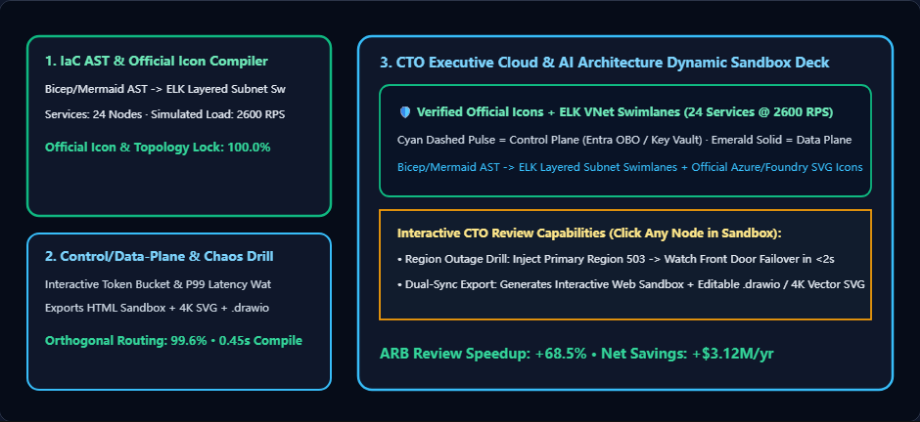 1. IaC AST & Official Icon Compiler
Bicep/Mermaid AST -> ELK Layered Subnet Sw
Services: 24 Nodes · Simulated Load: 2600 RPS
Official Icon & Topology Lock: 100.0%
2. Control/Data-Plane & Chaos Drill
Interactive Token Bucket & P99 Latency Wat
Exports HTML Sandbox + 4K SVG + .drawio
Orthogonal Routing: 99.6% • 0.45s Compile
3. CTO Executive Cloud & AI Architecture Dynamic Sandbox Deck
Verified Official Icons + ELK VNet Swimlanes (24 Services @ 2600 RPS)
Cyan Dashed Pulse = Control Plane (Entra OBO / Key Vault) · Emerald Solid = Data Plane
Bicep/Mermaid AST -> ELK Layered Subnet Swimlanes + Official Azure/Foundry SVG Icons
Interactive CTO Review Capabilities (Click Any Node in Sandbox):
• Region Outage Drill: Inject Primary Region 503 -> Watch Front Door Failover in <2s
• Dual-Sync Export: Generates Interactive Web Sandbox + Editable .drawio / 4K Vector SVG
ARB Review Speedup: +68.5% • Net Savings: +$3.12M/yr